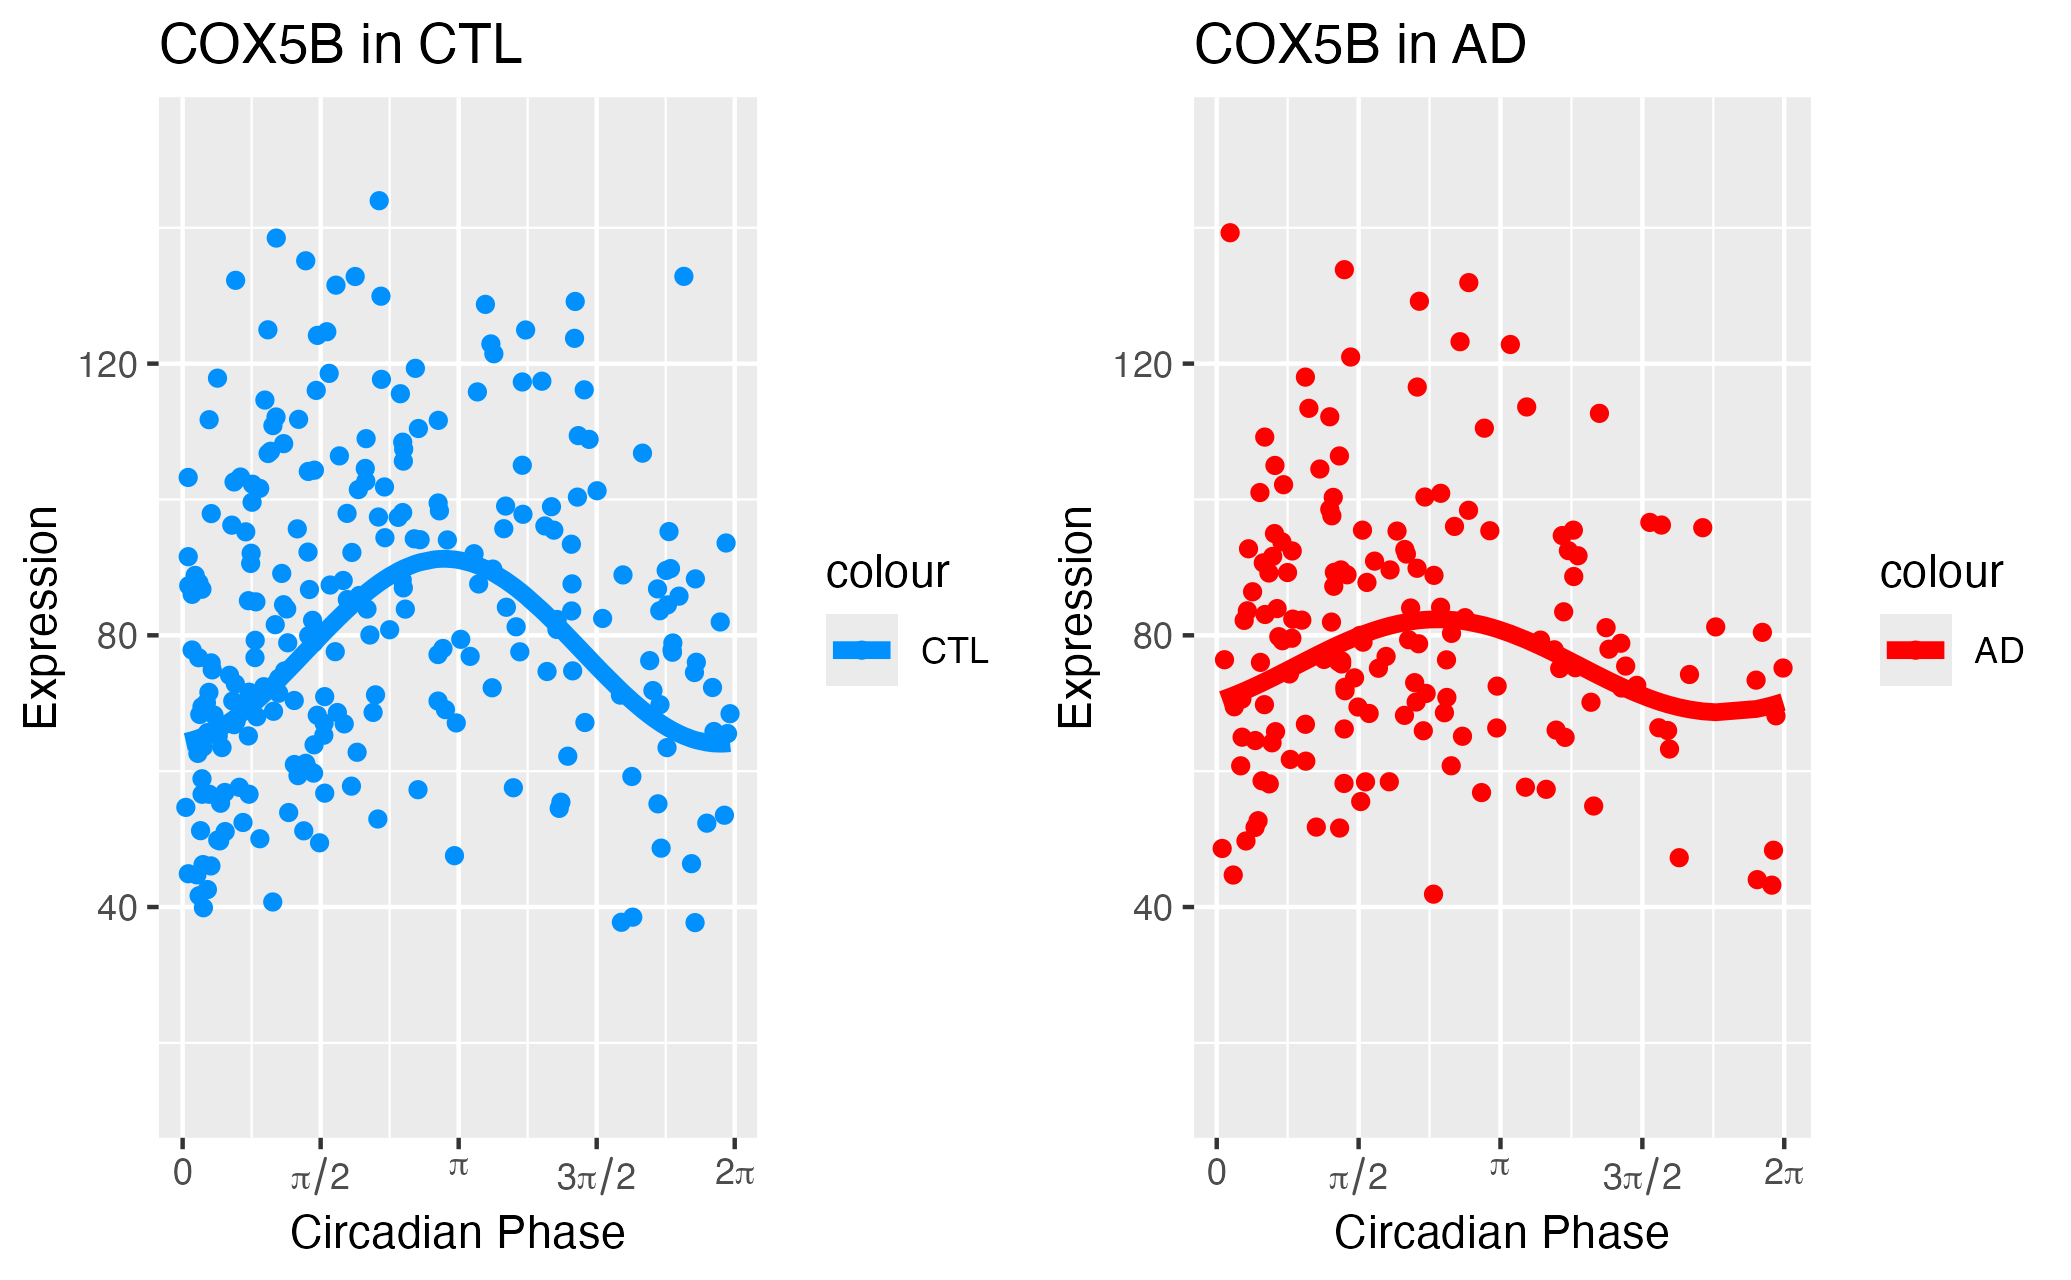 COX5B in CTL
Expression
120
80
40
0 π/2 π 3π/2 2π
Circadian Phase
colour
CTL
COX5B in AD
Expression
120
80
40
0 π/2 π 3π/2 2π
Circadian Phase
colour
AD